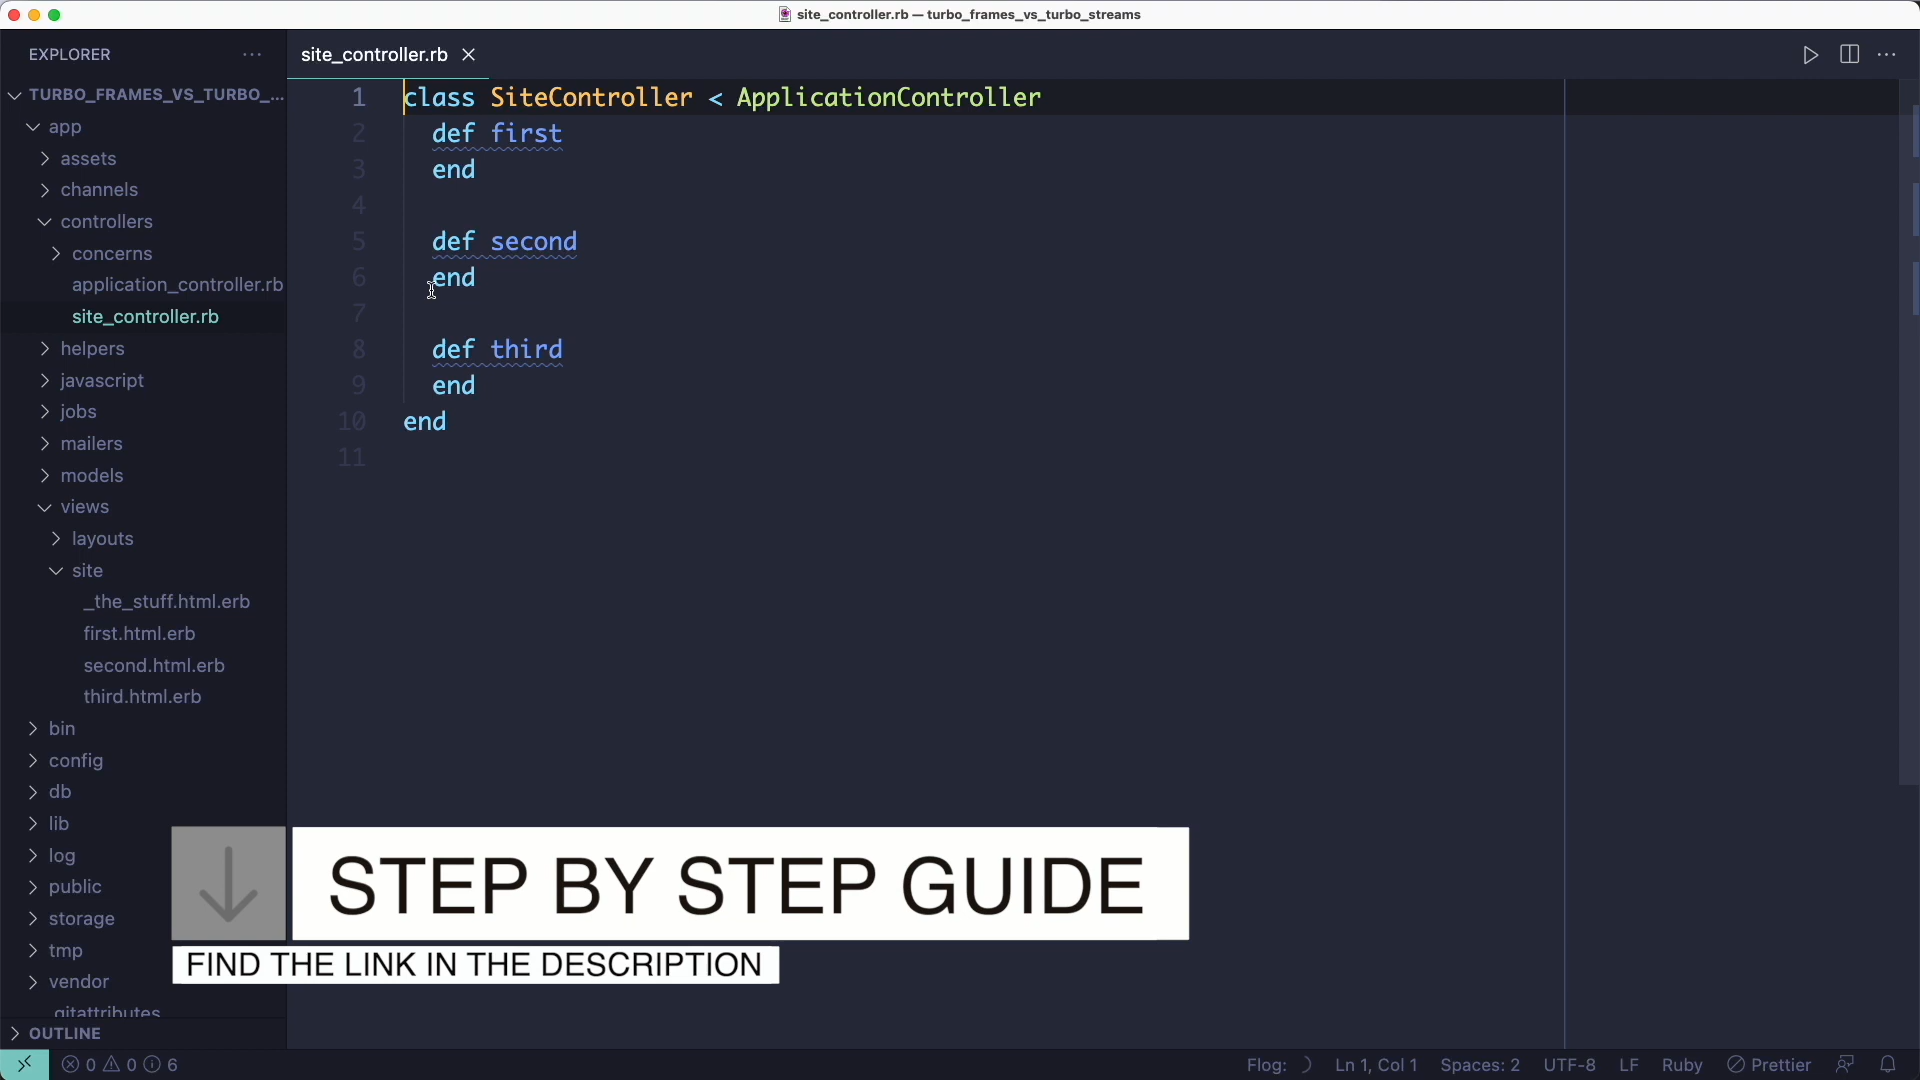 site_controller.rb — turbo_frames_vs_turbo_streams
EXPLORER
TURBO_FRAMES_VS_TURBO_...
app
assets
channels
controllers
concerns
application_controller.rb
site_controller.rb
helpers
javascript
jobs
mailers
models
views
layouts
site
_the_stuff.html.erb
first.html.erb
second.html.erb
third.html.erb
bin
config
db
lib
log
public
storage
tmp
vendor
.gitattributes
OUTLINE
site_controller.rb
1 class SiteController < ApplicationController
2 def first
3 end
4
5 def second
6 end
7
8 def third
9 end
10 end
11
STEP BY STEP GUIDE
FIND THE LINK IN THE DESCRIPTION
0 0 6 Flog: Ln 1, Col 1 Spaces: 2 UTF-8 LF Ruby Prettier